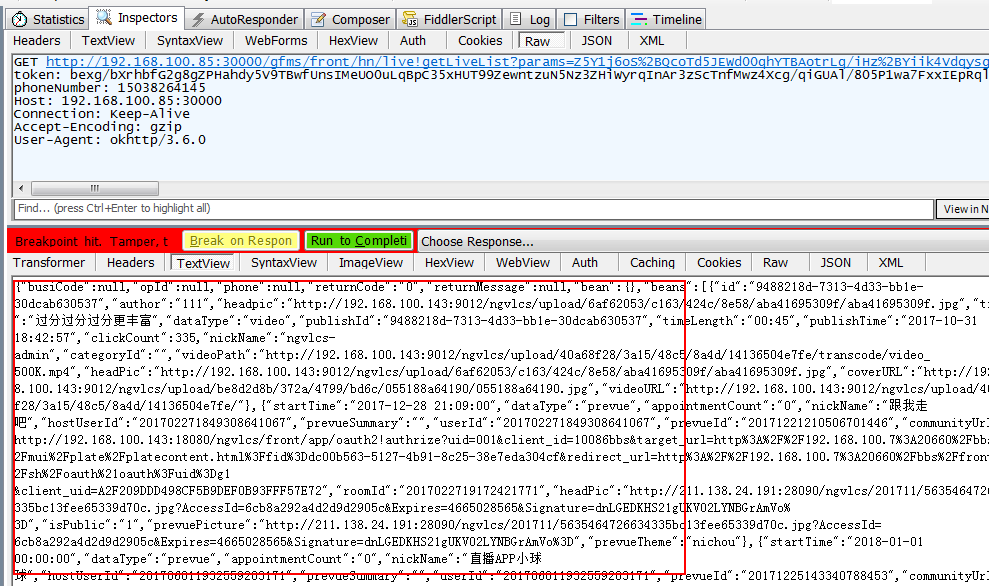 Statistics Inspectors AutoResponder Composer FiddlerScript Log Filters Timeline
Headers TextView SyntaxView WebForms HexView Auth Cookies Raw JSON XML
GET http://192.168.100.85:30000/gfms/front/hn/live!getLiveList?params=Z5Y1j6oS%2BQcoTd5JEWd0OqhYTBAotrLq/iHz%2BYiik4Vdqysg
token: bexg/bXrhbfG2g8gZPHahdy5v9TBwfUnsIMeUOOuLqBpC35xHUT99ZewntzuN5Nz3ZHiWyrqInAr3zScTnfMwz4Xcg/qiGUAl/8O5P1wa7FxxIEpRql
phoneNumber: 15038264145
Host: 192.168.100.85:30000
Connection: Keep-Alive
Accept-Encoding: gzip
User-Agent: okhttp/3.6.0
Find... (press Ctrl+Enter to highlight all) View in N
Breakpoint hit. Tamper, t Break on Respon Run to Completi Choose Response...
Transformer Headers TextView SyntaxView ImageView HexView WebView Auth Caching Cookies Raw JSON XML
{"busiCode":null,"opId":null,"phone":null,"returnCode":"0","returnMessage":null,"bean":{},"beans":[{"id":"9488218d-7313-4d33-bb1e-
30dcab630537","author":"111","headpic":"http://192.168.100.143:9012/ngvlcs/upload/6af62053/c163/424c/8e58/aba41695309f/aba41695309f.jpg","ti
":"过分过分过分更丰富","dataType":"video","publishId":"9488218d-7313-4d33-bb1e-30dcab630537","timeLength":"00:45","publishTime":"2017-10-31
18:42:57","clickCount":335,"nickName":"ngvlcs-
admin","categoryId":"","videoPath":"http://192.168.100.143:9012/ngvlcs/upload/40a68f28/3a15/48c5/8a4d/14136504e7fe/transcode/video_
500K.mp4","headPic":"http://192.168.100.143:9012/ngvlcs/upload/6af62053/c163/424c/8e58/aba41695309f/aba41695309f.jpg","coverURL":"http://192
8.100.143:9012/ngvlcs/upload/be8d2d8b/372a/4799/bd6c/055188a64190/055188a64190.jpg","videoURL":"http://192.168.100.143:9012/ngvlcs/upload/40
f28/3a15/48c5/8a4d/14136504e7fe/"},{"startTime":"2017-12-28 21:09:00","dataType":"prevue","appointmentCount":"0","nickName":"跟我走
吧","hostUserId":"201702271849308641067","prevueSummary":"","userId":"201702271849308641067","prevueId":"20171221210506701446","communityUrl
http://192.168.100.143:18080/ngvlcs/front/app/oauth2!authrize?uid=001&client_id=10086bbs&target_url=http%3A%2F%2F192.168.100.7%3A20660%2Fbbs
2Fmui%2Fplate%2Fplatecontent.html%3Ffid%3Ddc00b563-5127-4b91-8c25-38e7eda304cf&redirect_url=http%3A%2F%2F192.168.100.7%3A20660%2Fbbs%2Ffront
2Fsh%2Foauth%21oauth%3Fuid%3Dg1
&client_uid=A2F209DDD498CF5B9DEF0B93FFF57E72","roomId":"2017022719172421771","headPic":"http://211.138.24.191:28090/ngvlcs/201711/5635464726
335bc13fee65339d70c.jpg?AccessId=6cb8a292a4d2d9d2905c&Expires=4665028565&Signature=dnLGEDKHS21gUKVO2LYNBGrAmVo%
3D","isPublic":"1","prevuePicture":"http://211.138.24.191:28090/ngvlcs/201711/5635464726634335bc13fee65339d70c.jpg?AccessId=
6cb8a292a4d2d9d2905c&Expires=4665028565&Signature=dnLGEDKHS21gUKVO2LYNBGrAmVo%3D","prevueTheme":"nichou"},{"startTime":"2018-01-01
00:00:00","dataType":"prevue","appointmentCount":"0","nickName":"直播APP小球
球","hostUserId":"201706011932559203171","prevueSummary":"","userId":"201706011932559203171","prevueId":"20171225143340788453","communityUrl